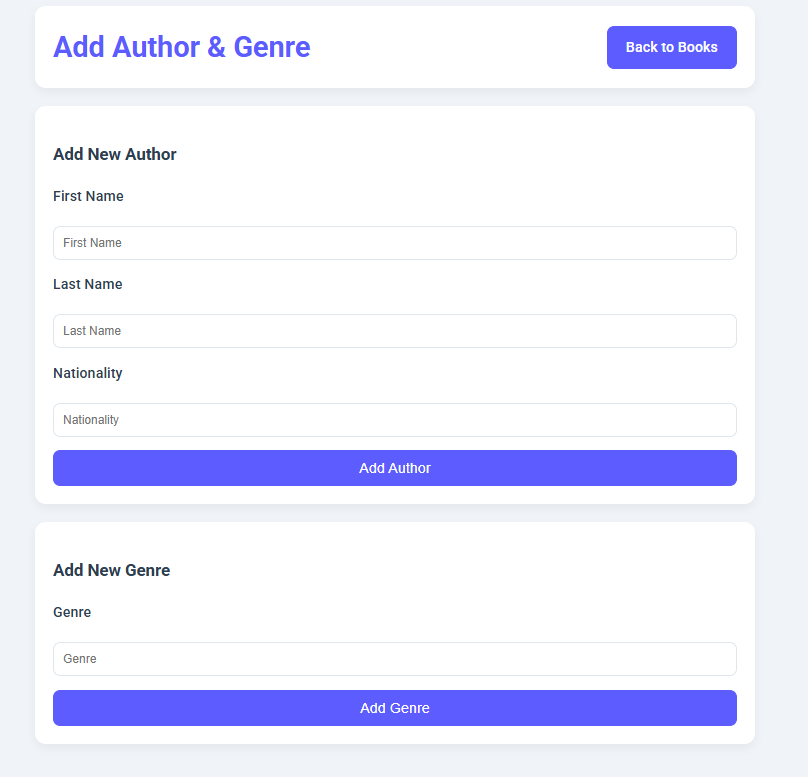 Add Author & Genre
Back to Books
Add New Author
First Name
First Name
Last Name
Last Name
Nationality
Nationality
Add Author
Add New Genre
Genre
Genre
Add Genre